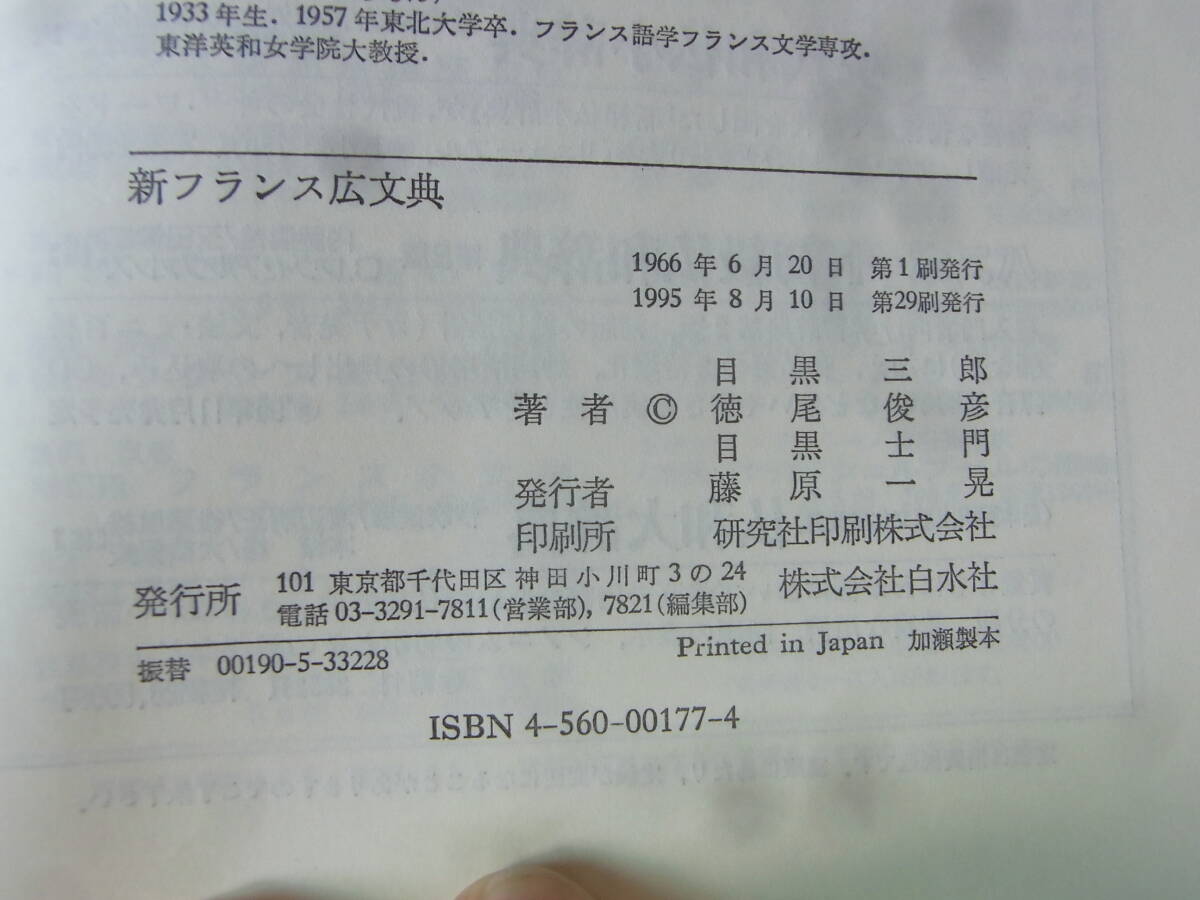 1933年生．1957年東北大学卒．フランス語学フランス文学専攻．
東洋英和女学院大教授．
新フランス広文典
1966年6月20日 第1刷発行
1995年8月10日 第29刷発行
目黒三郎
著者 © 徳尾俊彦
目黒士門
発行者 藤原一晃
印刷所 研究社印刷株式会社
発行所 101 東京都千代田区神田小川町3の24 株式会社白水社
電話 03-3291-7811(営業部), 7821(編集部)
振替 00190-5-33228 Printed in Japan 加瀬製本
ISBN 4-560-00177-4